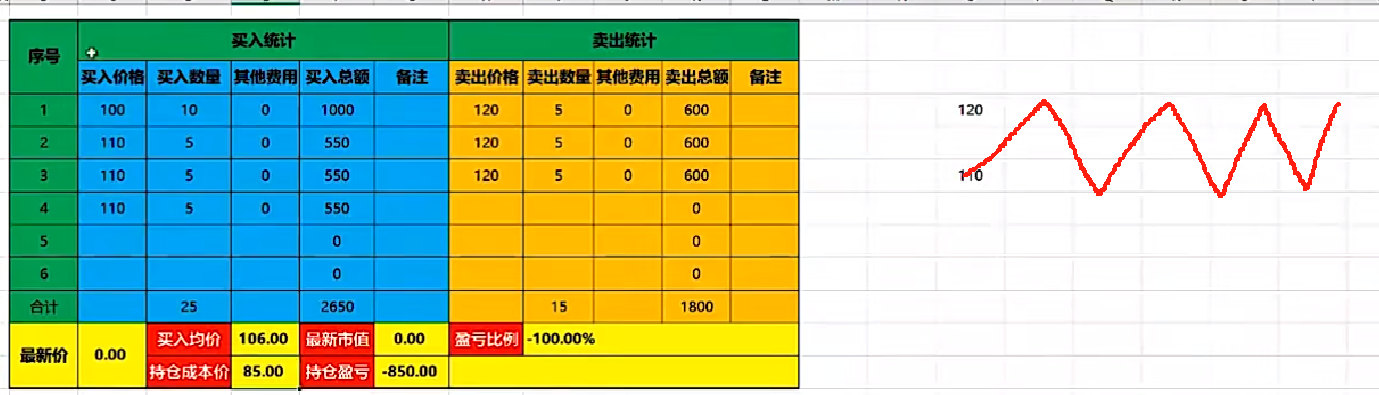 序号 买入统计 卖出统计
买入价格 买入数量 其他费用 买入总额 备注 卖出价格 卖出数量 其他费用 卖出总额 备注
1 100 10 0 1000 120 5 0 600
2 110 5 0 550 120 5 0 600
3 110 5 0 550 120 5 0 600
4 110 5 0 550 0
5 0 0
6 0 0
合计 25 2650 15 1800
最新价 0.00 买入均价 106.00 最新市值 0.00 盈亏比例 -100.00%
持仓成本价 85.00 持仓盈亏 -850.00
120
110